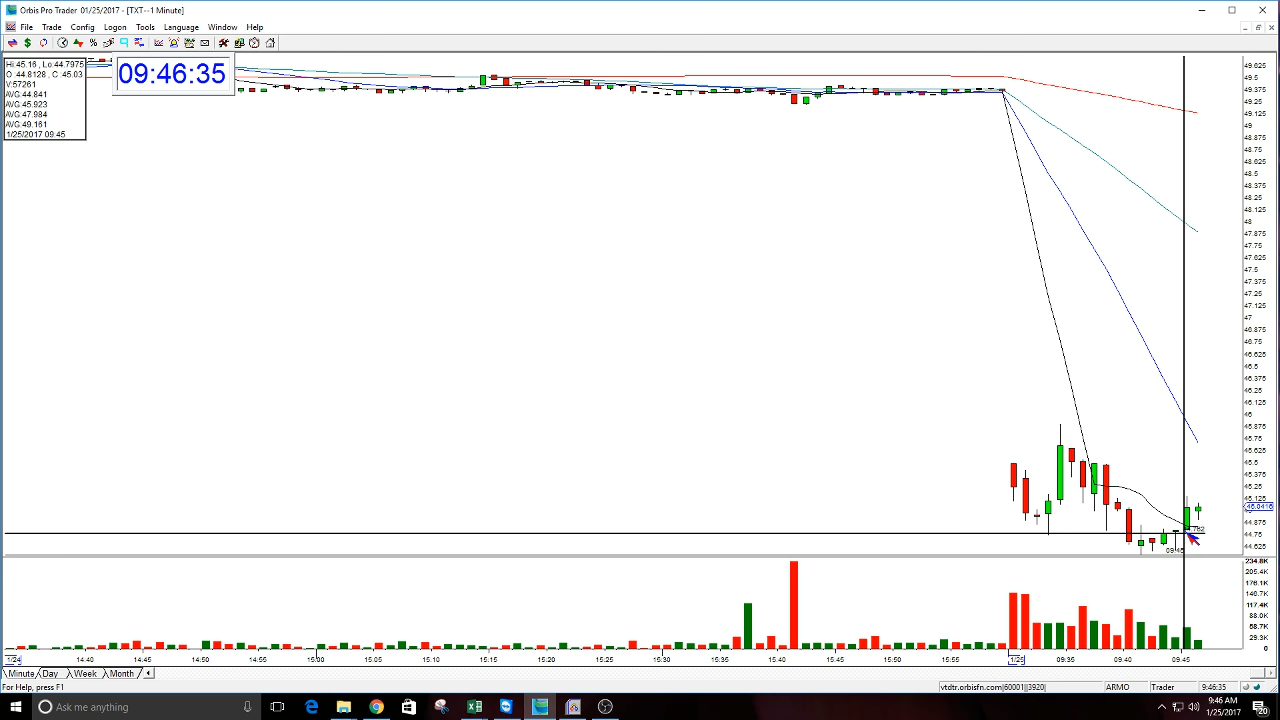 Orbis Pro Trader 01/25/2017 - [TXT--1 Minute]
File Trade Config Logon Tools Language Window Help
Hi:45.16 , Lo:44.7975
O 44.8128 , C 45.03
V:57261
AVG 44.841
AVG 45.923
AVG 47.984
AVG 49.161
1/25/2017 09:45
09:46:35
49.625
49.5
49.375
49.25
49.125
49
48.875
48.75
48.625
48.5
48.375
48.25
48.125
48
47.875
47.75
47.625
47.5
47.375
47.25
47.125
47
46.875
46.75
46.625
46.5
46.375
46.25
46.125
46
45.875
45.75
45.625
45.5
45.375
45.25
45.125
45.0416
44.875
44.75
44.625
09:45
234.8K
205.4K
176.1K
146.7K
117.4K
88.0K
58.7K
29.3K
0
1/24 14:40 14:45 14:50 14:55 15:00 15:05 15:10 15:15 15:20 15:25 15:30 15:35 15:40 15:45 15:50 15:55 1/25 09:35 09:40 09:45
Minute Day Week Month
For Help, press F1 vtdtr.orbisfn.com|60001||3920| ARMO Trader 9:46:35
Ask me anything 9:46 AM
1/25/2017 20